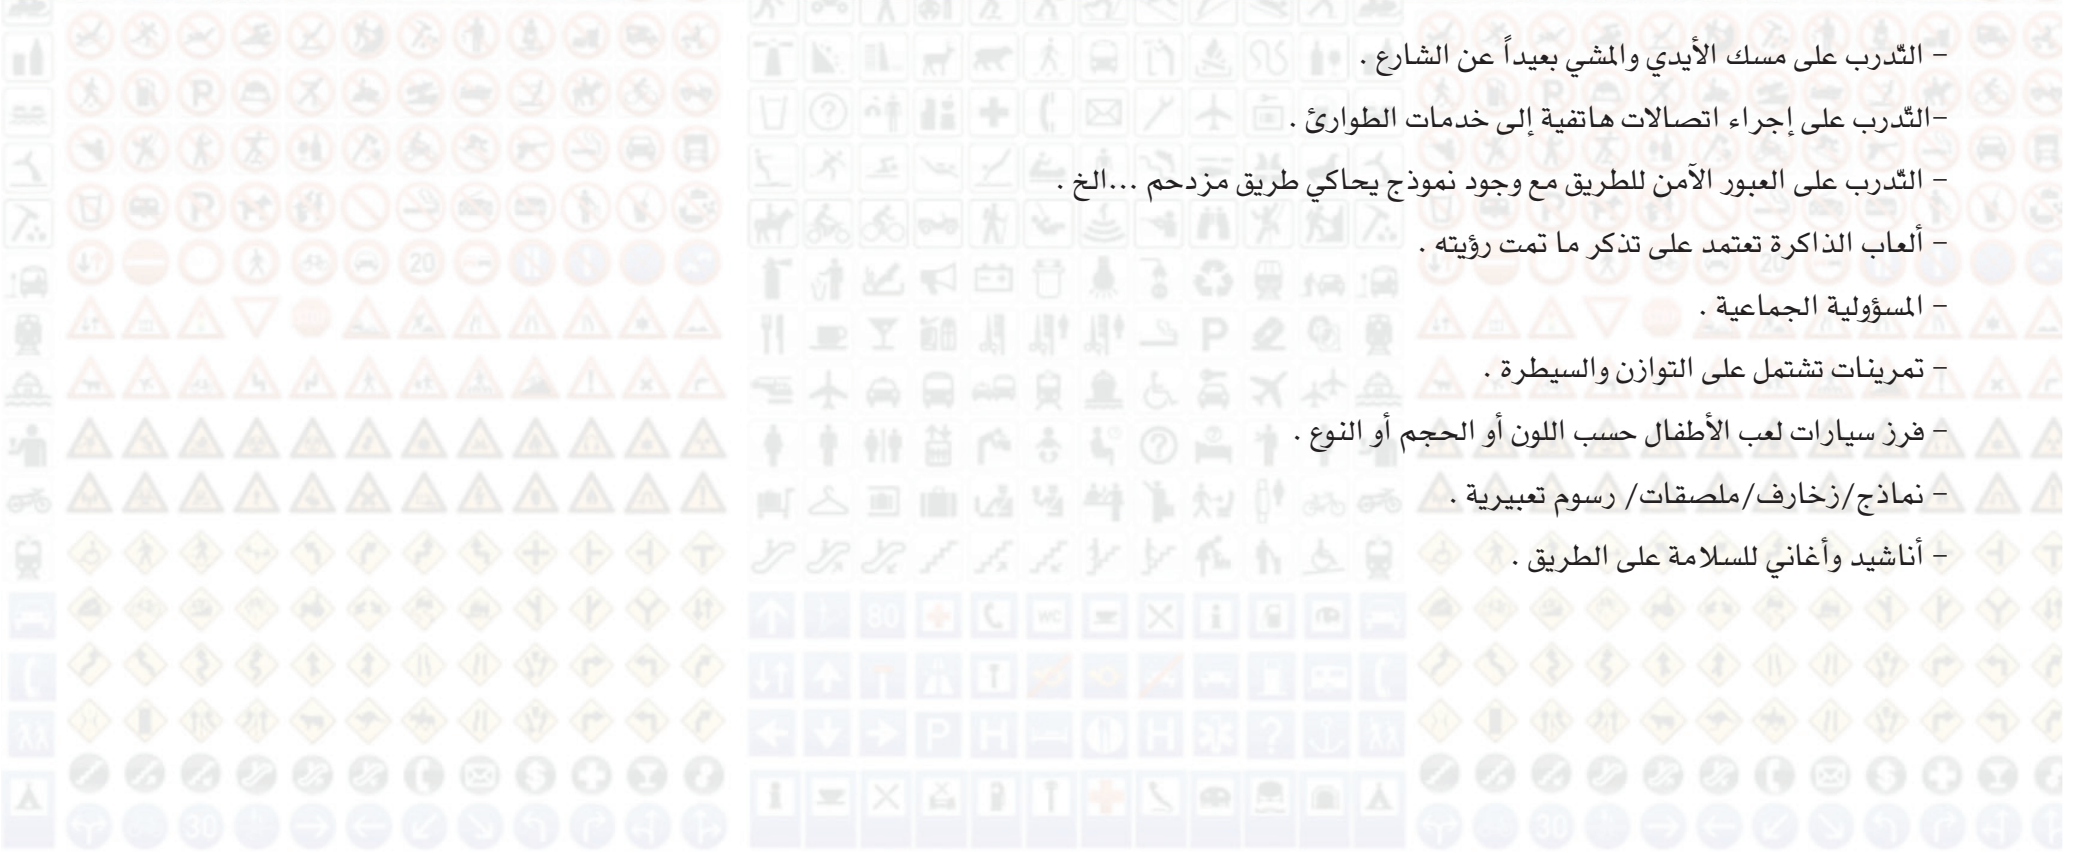 - التّدرب على مسك الأيدي والمشي بعيداً عن الشارع .
-التّدرب على إجراء اتصالات هاتفية إلى خدمات الطوارئ .
- التّدرب على العبور الآمن للطريق مع وجود نموذج يحاكي طريق مزدحم ...الخ .
- ألعاب الذاكرة تعتمد على تذكر ما تمت رؤيته .
- المسؤولية الجماعية .
- تمرينات تشتمل على التوازن والسيطرة .
- فرز سيارات لعب الأطفال حسب اللون أو الحجم أو النوع .
- نماذج/زخارف/ملصقات/ رسوم تعبيرية .
- أناشيد وأغاني للسلامة على الطريق .